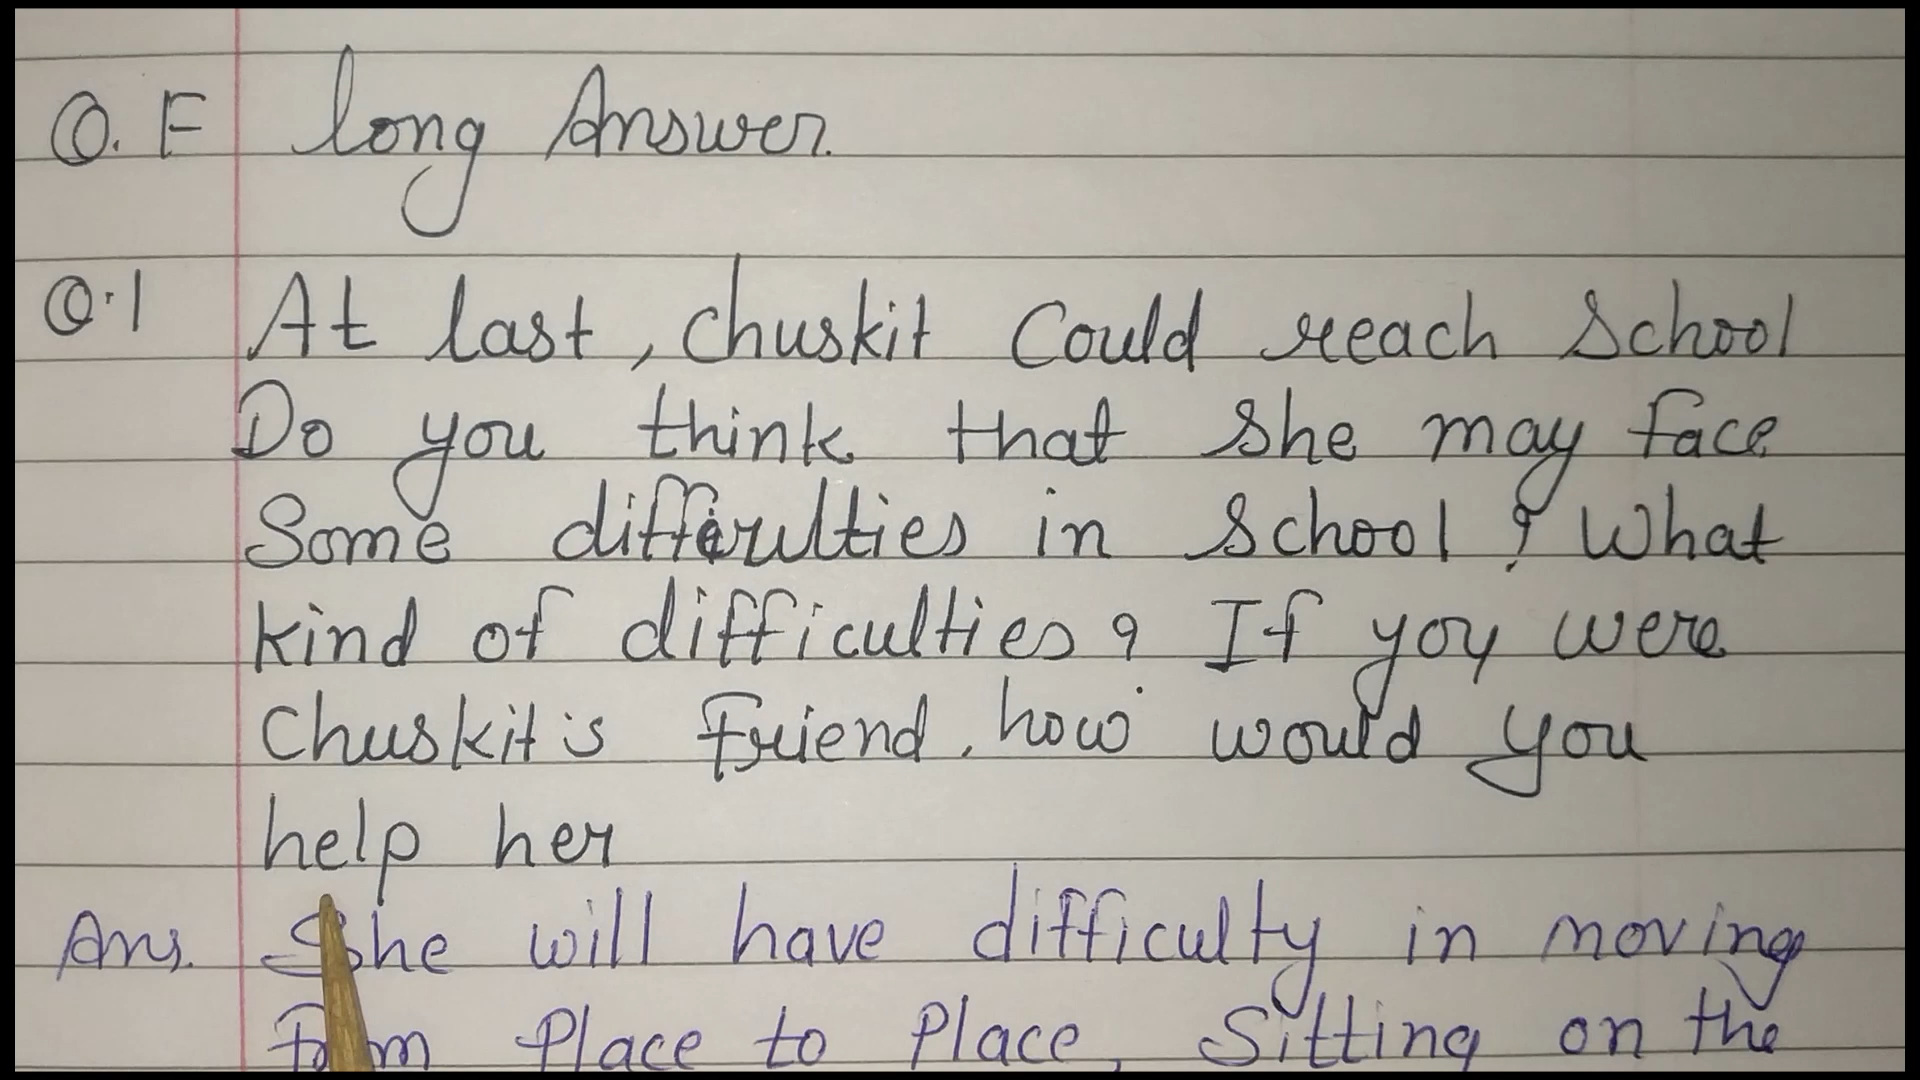 Q.F long Answer.
Q.1 At last, Chuskit Could reach School
Do you think that She may face
Some difficulties in School? What
kind of difficulties? If yoy were
Chuskit's friend, how would you
help her
Ans. She will have difficulty in moving
from Place to Place, Sitting on the